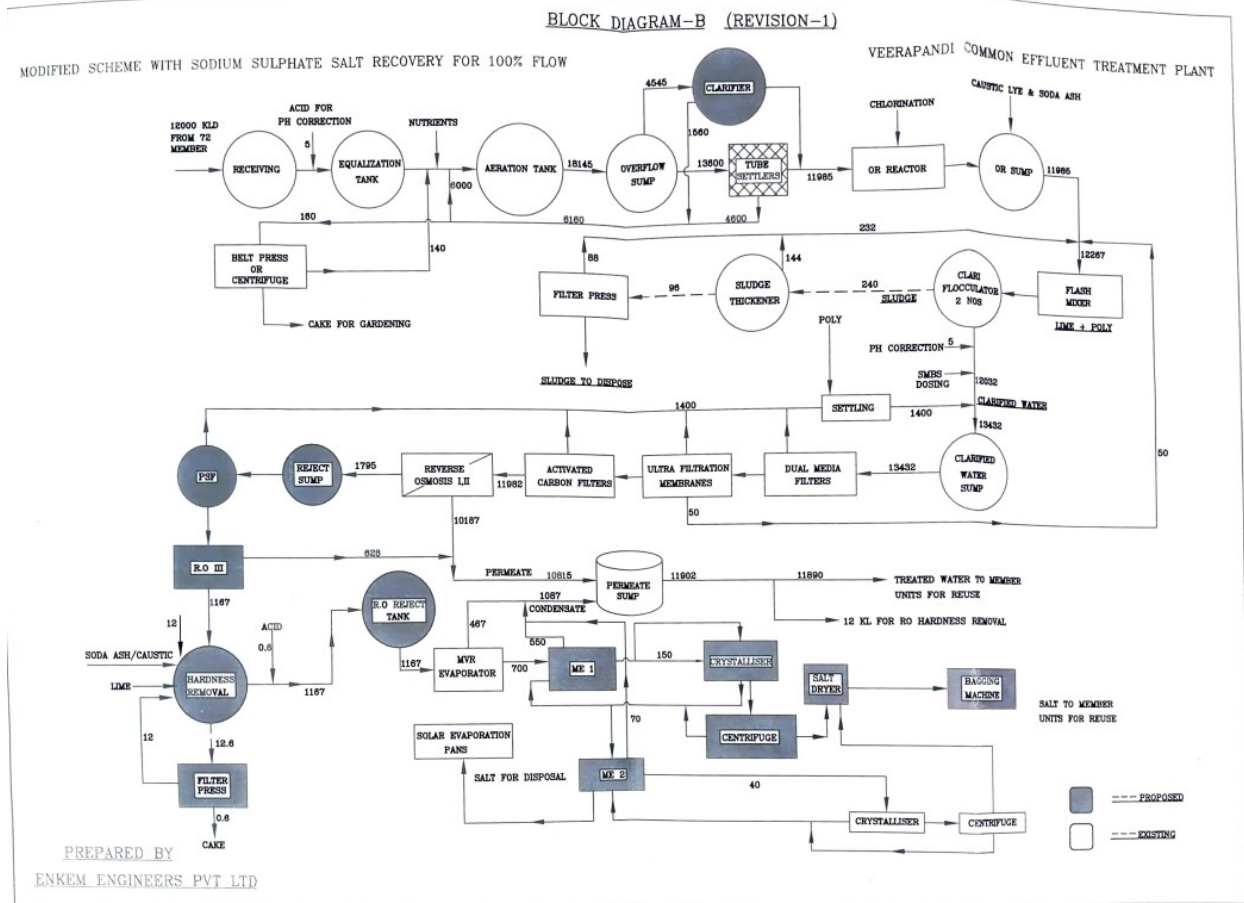 BLOCK DIAGRAM-B (REVISION-1)
MODIFIED SCHEME WITH SODIUM SULPHATE SALT RECOVERY FOR 100% FLOW
VEERAPANDI COMMON EFFLUENT TREATMENT PLANT
12000 KLD
FROM 72
MEMBER
RECEIVING
ACID FOR
PH CORRECTION
5
EQUALIZATION
TANK
NUTRIENTS
6000
AERATION TANK
18145
OVERFLOW
SUMP
4545
CLARIFIER
1560
13600
TUBE
SETTLERS
11985
CHLORINATION
OR REACTOR
CAUSTIC LYE & SODA ASH
OR SUMP
11985
160
6160
4600
140
BELT PRESS
OR
CENTRIFUGE
CAKE FOR GARDENING
232
88
144
12267
FILTER PRESS
96
SLUDGE
THICKENER
240
SLUDGE
CLARI
FLOCCULATOR
2 NOS
FLASH
MIXER
LIME + POLY
SLUDGE TO DISPOSE
POLY
PH CORRECTION
5
SMBS
DOSING
12032
1400
SETTLING
1400
CLARIFIED WATER
13432
50
PSF
REJECT
SUMP
1795
REVERSE
OSMOSIS I,II
11982
ACTIVATED
CARBON FILTERS
ULTRA FILTRATION
MEMBRANES
DUAL MEDIA
FILTERS
13432
CLARIFIED
WATER
SUMP
50
10187
R.O III
628
PERMEATE
10815
PERMEATE
SUMP
11902
11890
TREATED WATER TO MEMBER
UNITS FOR REUSE
12 KL FOR RO HARDNESS REMOVAL
1167
12
ACID
0.6
R.O REJECT
TANK
1087
CONDENSATE
467
550
SODA ASH/CAUSTIC
LIME
HARDNESS
REMOVAL
1167
1167
MVR
EVAPORATOR
700
ME 1
150
CRYSTALLISER
SALT
DRYER
BAGGING
MACHINE
SALT TO MEMBER
UNITS FOR REUSE
12
12.6
70
CENTRIFUGE
SOLAR EVAPORATION
PANS
SALT FOR DISPOSAL
ME 2
40
FILTER
PRESS
0.6
CAKE
CRYSTALLISER
CENTRIFUGE
PROPOSED
EXISTING
PREPARED BY
ENKEM ENGINEERS PVT LTD